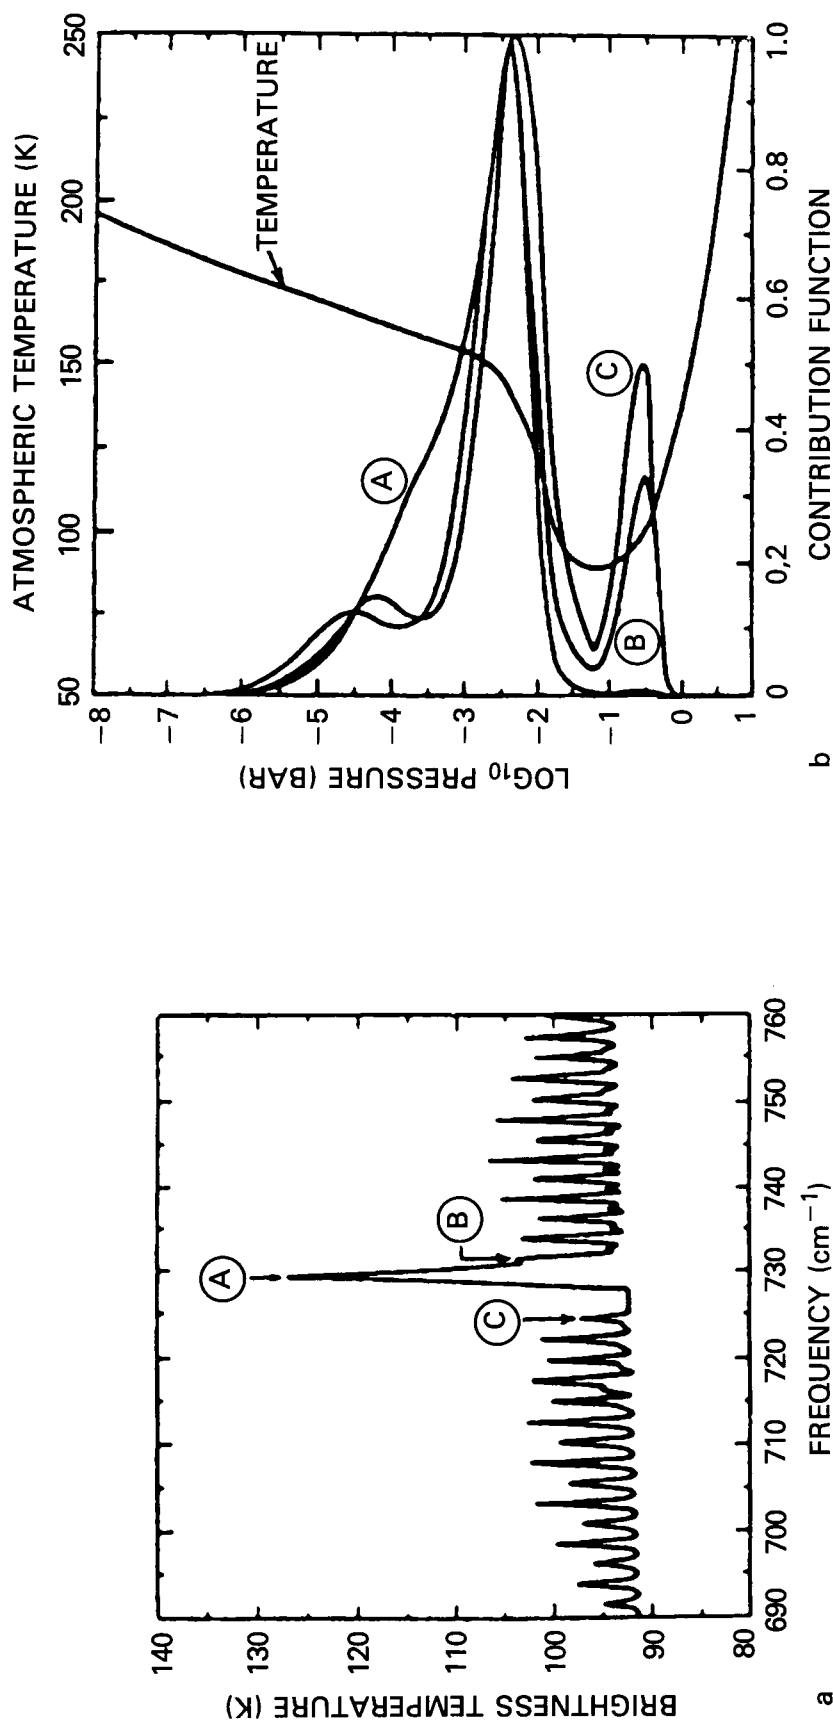 ATMOSPHERIC TEMPERATURE (K)
50
100
150
200
250
TEMPERATURE
A
B
C
LOG₁₀ PRESSURE (BAR)
−8
−7
−6
−5
−4
−3
−2
−1
0
1
0
0,2
0.4
0.6
0.8
1.0
CONTRIBUTION FUNCTION
b
BRIGHTNESS TEMPERATURE (K)
140
130
120
110
100
90
80
A
B
C
690
700
710
720
730
740
750
760
FREQUENCY (cm⁻¹)
a